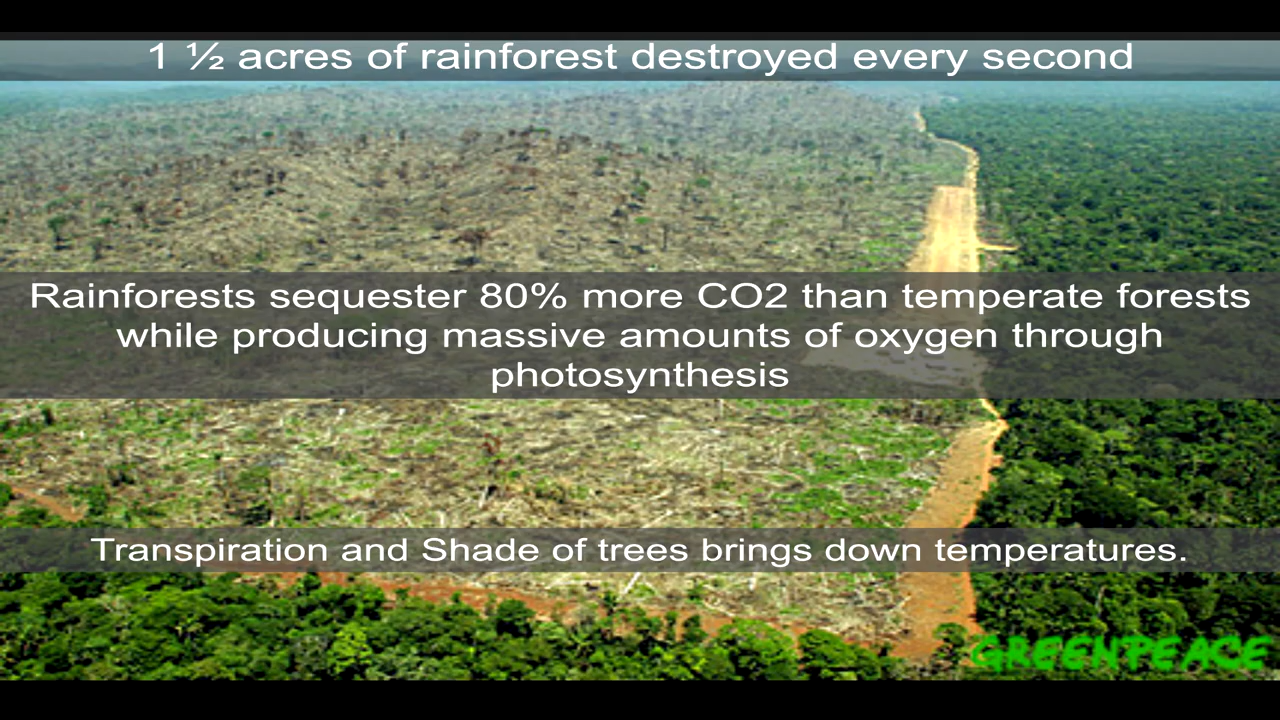 1 ½ acres of rainforest destroyed every second
Rainforests sequester 80% more CO2 than temperate forests
while producing massive amounts of oxygen through
photosynthesis
Transpiration and Shade of trees brings down temperatures.
GREENPEACE